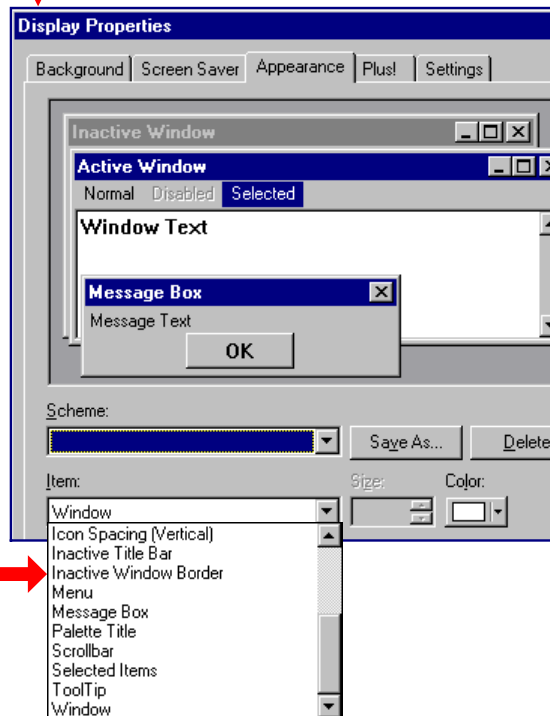 Display Properties
Background Screen Saver Appearance Plus! Settings
Inactive Window
Active Window
Normal Disabled Selected
Window Text
Message Box
Message Text
OK
Scheme:
Save As... Delete
Item: Size: Color:
Window
Icon Spacing (Vertical)
Inactive Title Bar
Inactive Window Border
Menu
Message Box
Palette Title
Scrollbar
Selected Items
ToolTip
Window